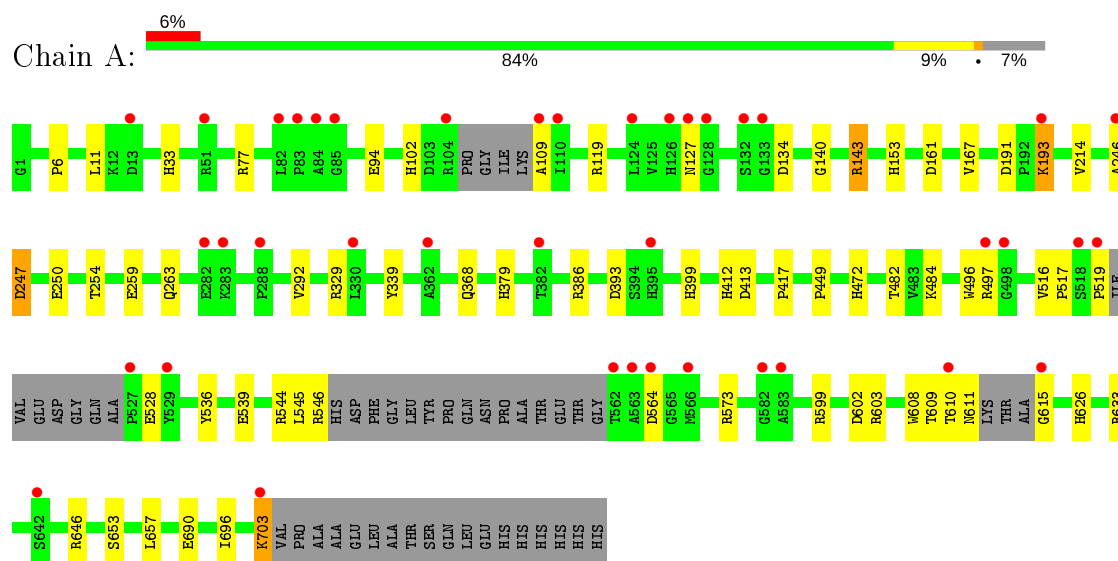 6%
Chain A:
84% 9% • 7%
G1 P6 L11 K12 D13 H33 R51 R77 L82 P83 A84 G85 E94 H102 D103 R104 PRO GLY ILE LYS A109 I110 R119 L124 V125 H126 N127 G128 S132 G133 D134 G140 R143 H153 D161 V167 D191 P192 K193 V214 A246
D247 E250 T254 E259 Q263 E282 K283 P288 V292 R329 L330 Y339 A362 Q368 H379 T382 R386 D393 S394 H395 H399 H412 D413 P417 P449 H472 T482 V483 K484 W496 R497 G498 V516 P517 S518 P519 ILE
VAL GLU ASP GLY GLN ALA P527 E528 Y529 Y536 E539 R544 L545 R546 HIS ASP PHE GLY LEU TYR PRO GLN ASN PRO ALA THR GLU THR GLY T562 A563 D564 G565 M566 R573 G582 A583 R599 D602 R603 W608 T609 T610 N611 LYS THR ALA G615 H626 R633
S642 R646 S653 L657 E690 I696 K703 VAL PRO ALA ALA GLU LEU ALA THR SER GLN LEU GLU HIS HIS HIS HIS HIS HIS